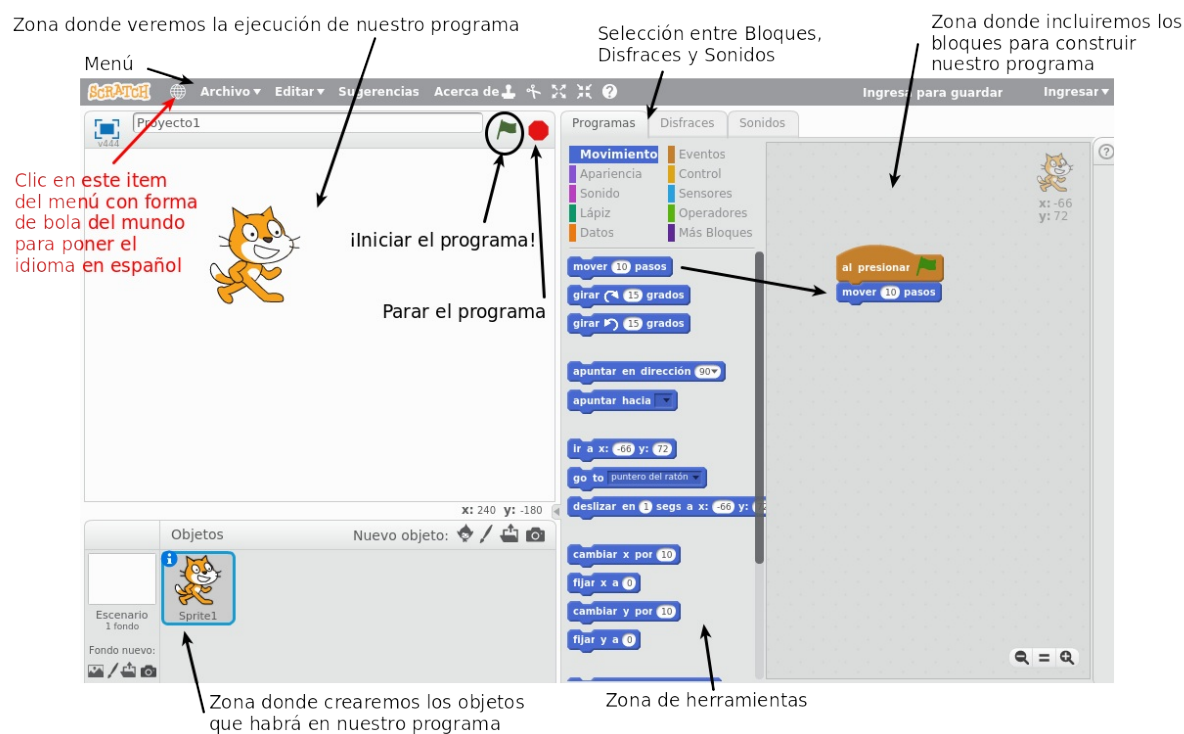 Zona donde veremos la ejecución de nuestro programa
Selección entre Bloques,
Disfraces y Sonidos
Zona donde incluiremos los
bloques para construir
nuestro programa
Menú
SCRATCH
Archivo
Editar
Sugerencias
Acerca de
Ingresa para guardar
Ingresar
v444
Proyecto1
Clic en este item
del menú con forma
de bola del mundo
para poner el
idioma en español
¡Iniciar el programa!
Parar el programa
Programas
Disfraces
Sonidos
Movimiento
Eventos
Apariencia
Control
Sonido
Sensores
Lápiz
Operadores
Datos
Más Bloques
mover 10 pasos
girar 15 grados
girar 15 grados
apuntar en dirección 90
apuntar hacia
ir a x: -66 y: 72
go to puntero del ratón
deslizar en 1 segs a x: -66 y:
cambiar x por 10
fijar x a 0
cambiar y por 10
fijar y a 0
x: -66
y: 72
al presionar
mover 10 pasos
x: 240 y: -180
Objetos
Nuevo objeto:
Escenario
1 fondo
Fondo nuevo:
Sprite1
Zona donde crearemos los objetos
que habrá en nuestro programa
Zona de herramientas